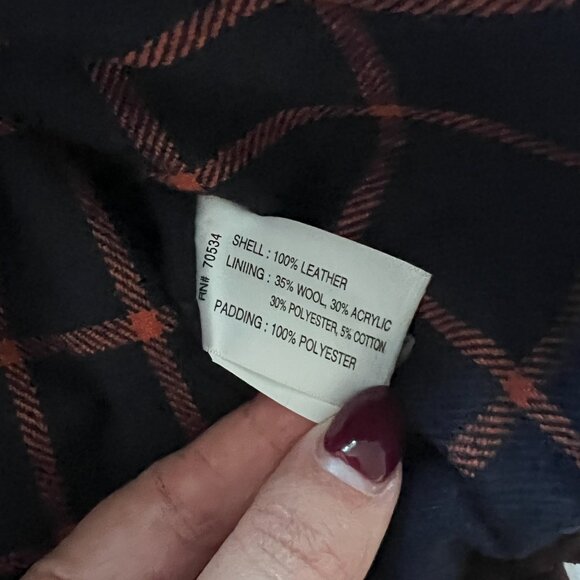 RN# 70534
SHELL : 100% LEATHER
LINIING : 35% WOOL, 30% ACRYLIC
30% POLYESTER, 5% COTTON
PADDING : 100% POLYESTER